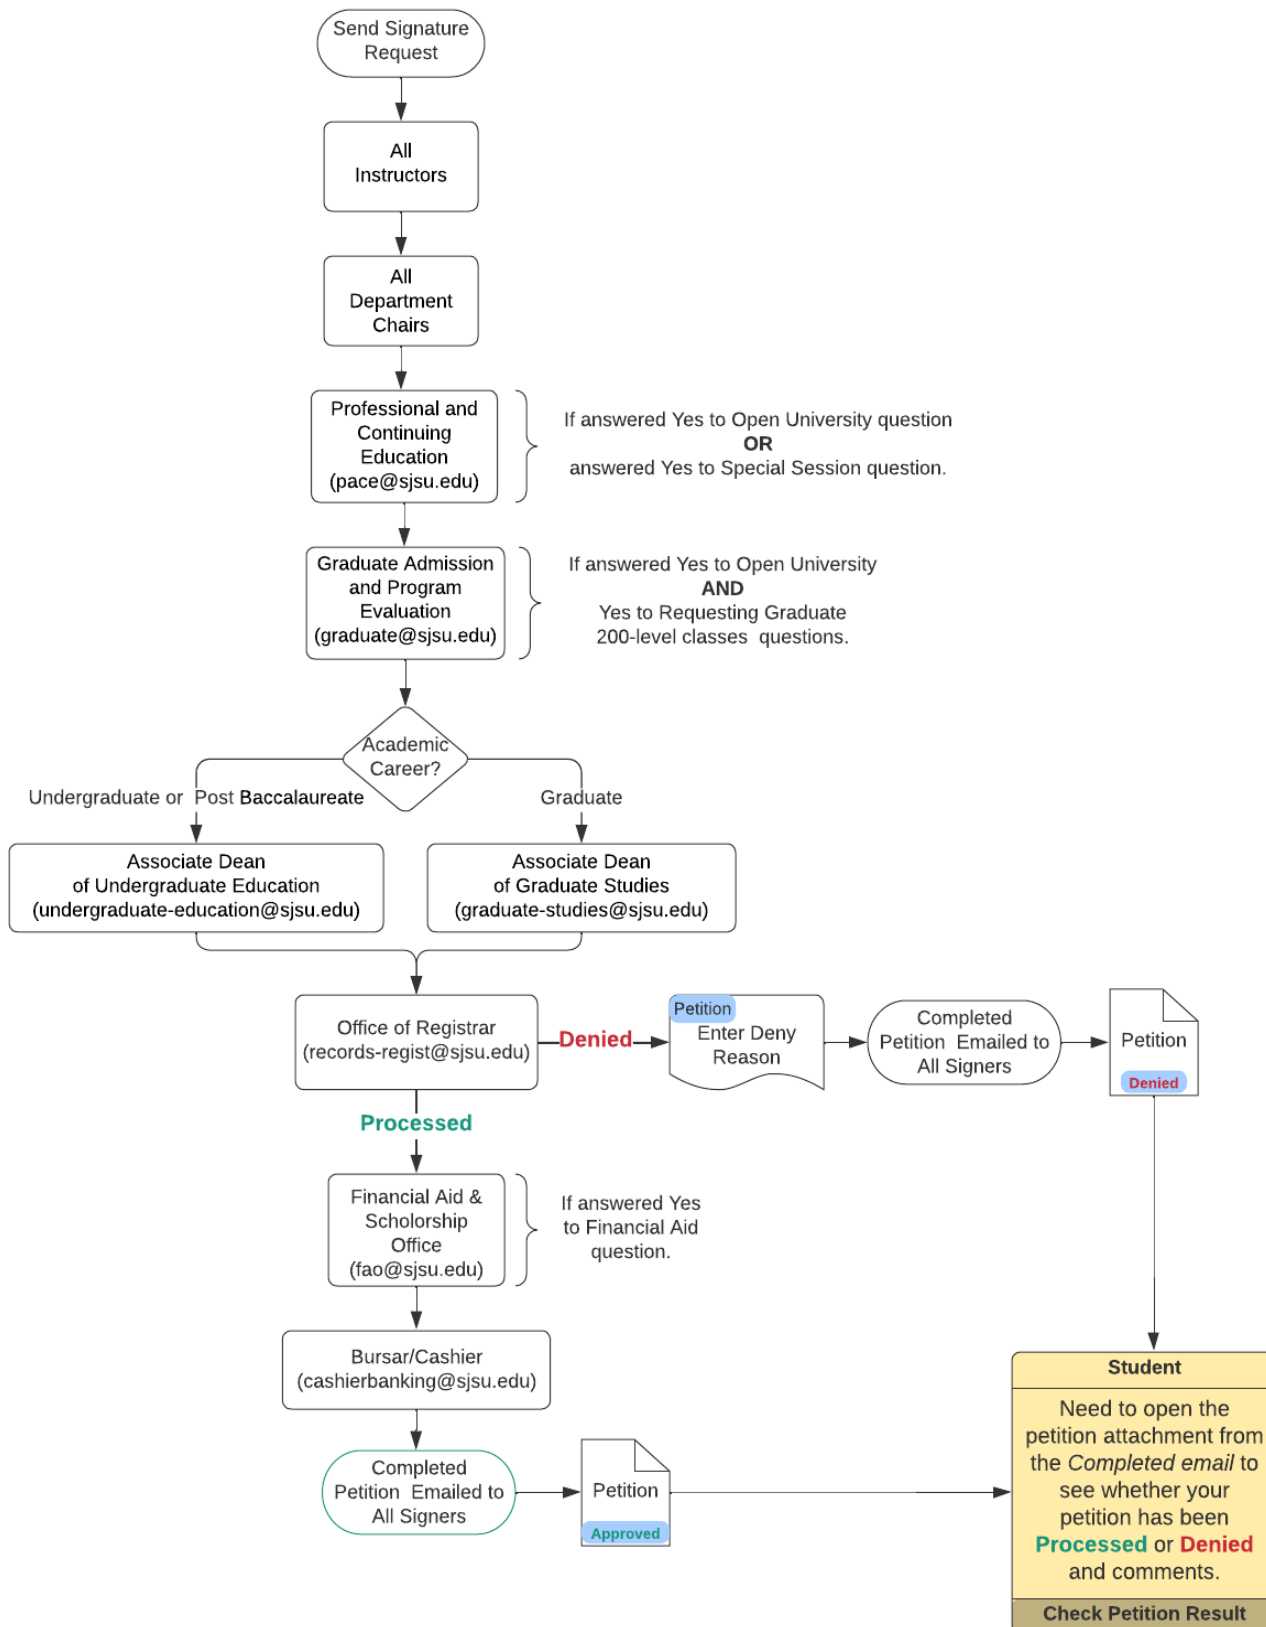 Send Signature
Request
All
Instructors
All
Department
Chairs
Professional and
Continuing
Education
(pace@sjsu.edu)
If answered Yes to Open University question
OR
answered Yes to Special Session question.
Graduate Admission
and Program
Evaluation
(graduate@sjsu.edu)
If answered Yes to Open University
AND
Yes to Requesting Graduate
200-level classes questions.
Academic
Career?
Undergraduate or Post Baccalaureate
Graduate
Associate Dean
of Undergraduate Education
(undergraduate-education@sjsu.edu)
Associate Dean
of Graduate Studies
(graduate-studies@sjsu.edu)
Office of Registrar
(records-regist@sjsu.edu)
Denied
Petition
Enter Deny
Reason
Completed
Petition Emailed to
All Signers
Petition
Denied
Processed
Financial Aid &
Scholorship
Office
(fao@sjsu.edu)
If answered Yes
to Financial Aid
question.
Bursar/Cashier
(cashierbanking@sjsu.edu)
Completed
Petition Emailed to
All Signers
Petition
Approved
Student
Need to open the
petition attachment from
the Completed email to
see whether your
petition has been
Processed or Denied
and comments.
Check Petition Result